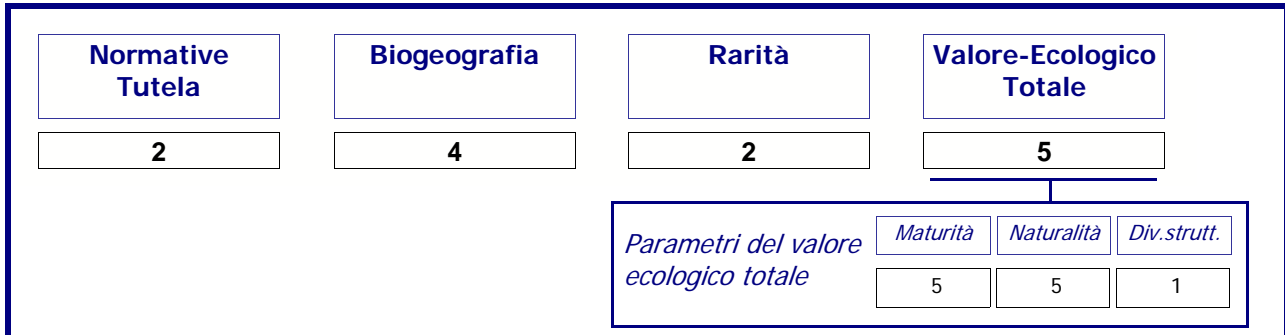 Normative Tutela
Biogeografia
Rarità
Valore-Ecologico Totale
2
4
2
5
Parametri del valore ecologico totale
Maturità
Naturalità
Div.strutt.
5
5
1